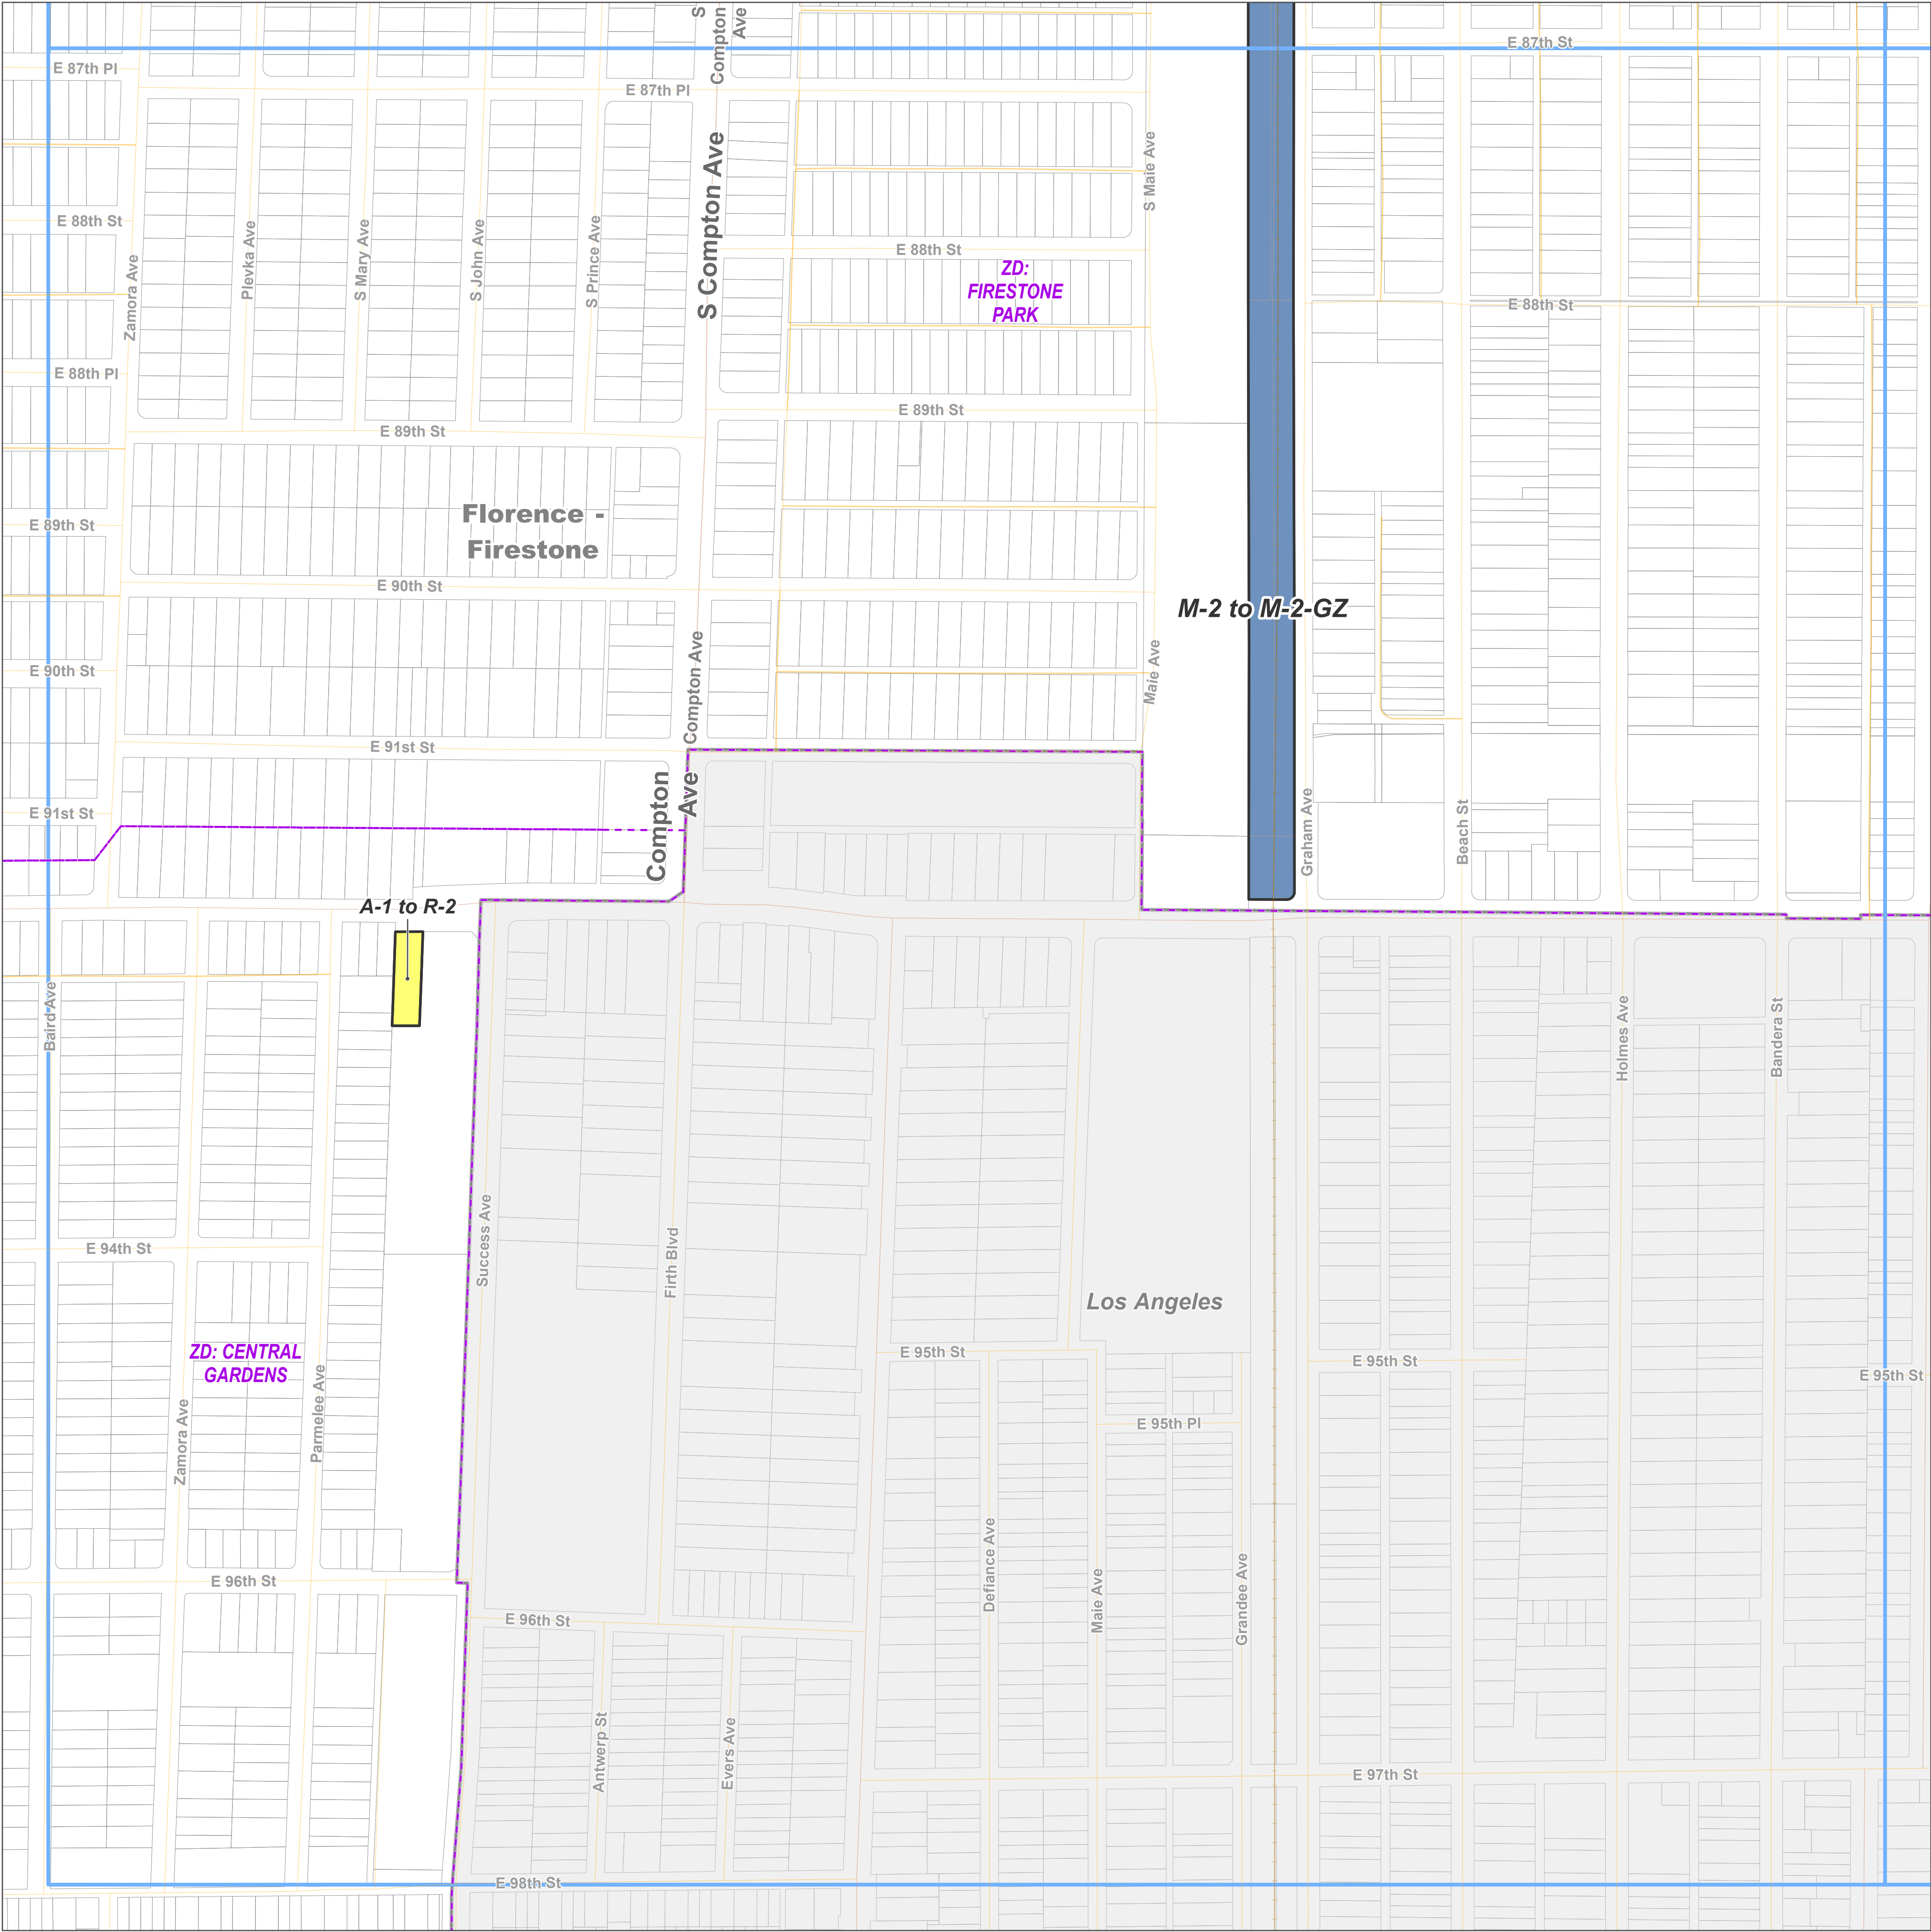 S
Compton
Ave
E 87th St
E 87th Pl
E 87th Pl
S Compton Ave
S Maie Ave
E 88th St
Zamora Ave
Plevka Ave
S Mary Ave
S John Ave
S Prince Ave
E 88th St
ZD:
FIRESTONE
PARK
E 88th St
E 88th Pl
E 89th St
E 89th St
Florence -
Firestone
E 89th St
E 90th St
M-2 to M-2-GZ
E 90th St
Compton Ave
Maie Ave
E 91st St
Compton
Ave
E 91st St
Graham Ave
Beach St
A-1 to R-2
Baird Ave
Holmes Ave
Bandera St
Success Ave
Firth Blvd
E 94th St
Los Angeles
ZD: CENTRAL
GARDENS
Parmelee Ave
Zamora Ave
E 95th St
E 95th St
E 95th St
E 95th Pl
Defiance Ave
Maie Ave
Grandee Ave
E 96th St
E 96th St
Antwerp St
Evers Ave
E 97th St
E 98th St